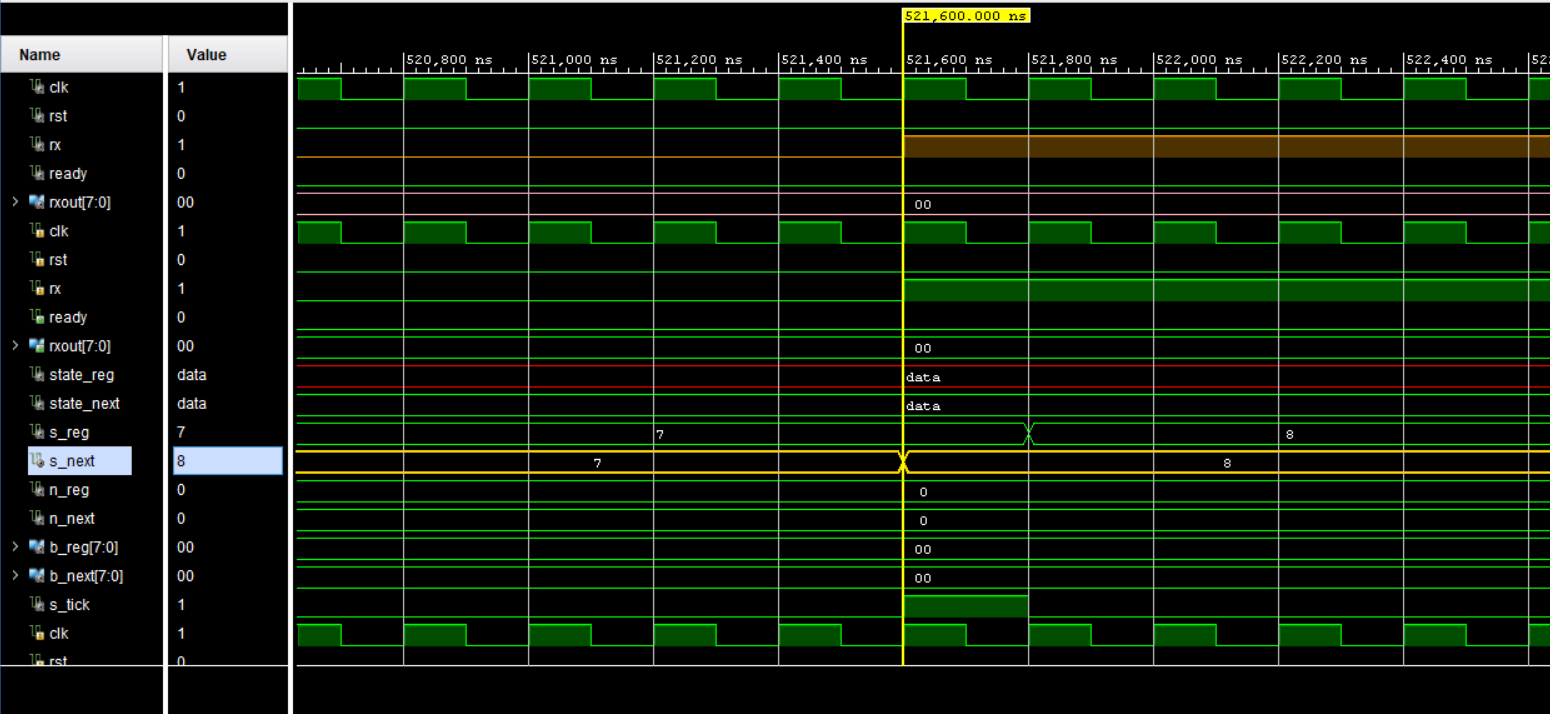 521,600.000 ns
Name Value
520,800 ns 521,000 ns 521,200 ns 521,400 ns 521,600 ns 521,800 ns 522,000 ns 522,200 ns 522,400 ns 52
clk 1
rst 0
rx 1
ready 0
rxout[7:0] 00 00
clk 1
rst 0
rx 1
ready 0
rxout[7:0] 00 00
state_reg data data
state_next data data
s_reg 7 7 8
s_next 8 7 8
n_reg 0 0
n_next 0 0
b_reg[7:0] 00 00
b_next[7:0] 00 00
s_tick 1
clk 1
rst 0